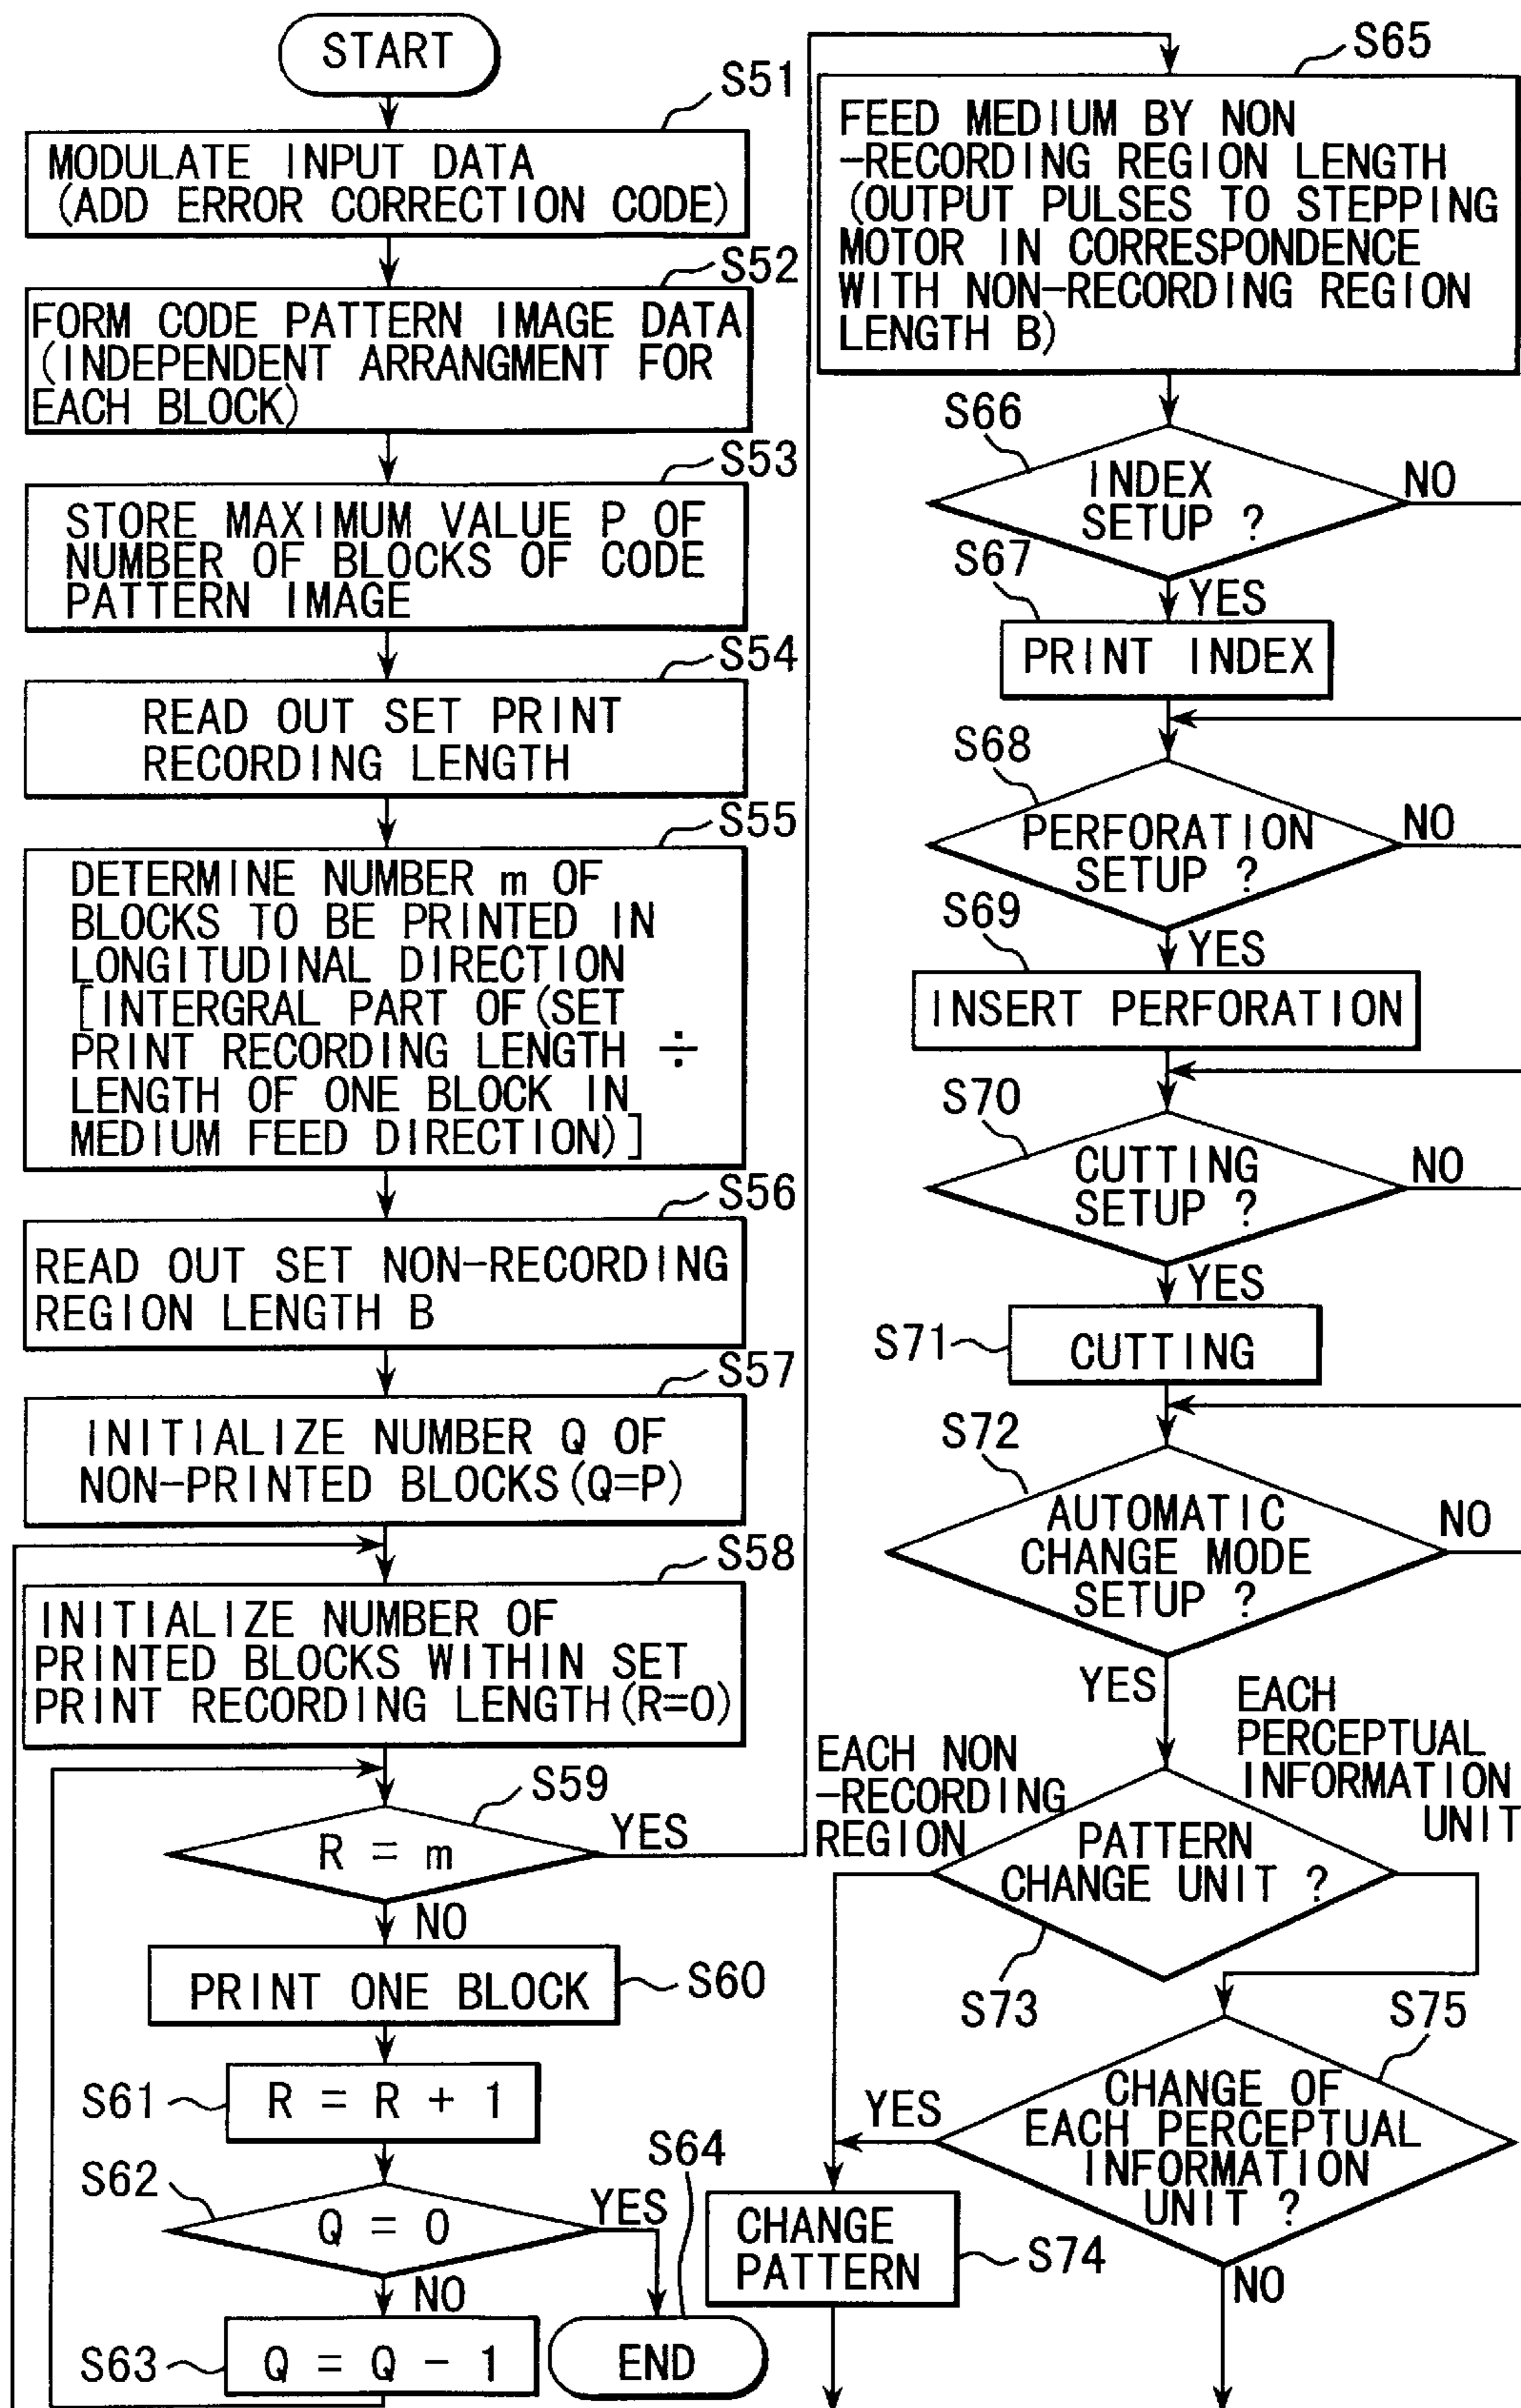 START
S51
MODULATE INPUT DATA
(ADD ERROR CORRECTION CODE)
S52
FORM CODE PATTERN IMAGE DATA
(INDEPENDENT ARRANGMENT FOR
EACH BLOCK)
S53
STORE MAXIMUM VALUE P OF
NUMBER OF BLOCKS OF CODE
PATTERN IMAGE
S54
READ OUT SET PRINT
RECORDING LENGTH
S55
DETERMINE NUMBER m OF
BLOCKS TO BE PRINTED IN
LONGITUDINAL DIRECTION
[INTERGRAL PART OF(SET
PRINT RECORDING LENGTH ÷
LENGTH OF ONE BLOCK IN
MEDIUM FEED DIRECTION)]
S56
READ OUT SET NON-RECORDING
REGION LENGTH B
S57
INITIALIZE NUMBER Q OF
NON-PRINTED BLOCKS(Q=P)
S58
INITIALIZE NUMBER OF
PRINTED BLOCKS WITHIN SET
PRINT RECORDING LENGTH(R=0)
S59
R = m
YES
NO
PRINT ONE BLOCK
S60
S61
R = R + 1
S62
Q = 0
YES
S64
NO
S63
Q = Q - 1
END
S65
FEED MEDIUM BY NON
-RECORDING REGION LENGTH
(OUTPUT PULSES TO STEPPING
MOTOR IN CORRESPONDENCE
WITH NON-RECORDING REGION
LENGTH B)
S66
INDEX
SETUP ?
NO
S67
YES
PRINT INDEX
S68
PERFORATION
SETUP ?
NO
S69
YES
INSERT PERFORATION
S70
CUTTING
SETUP ?
NO
YES
S71
CUTTING
S72
AUTOMATIC
CHANGE MODE
SETUP ?
NO
YES
EACH NON
-RECORDING
REGION
EACH
PERCEPTUAL
INFORMATION
UNIT
PATTERN
CHANGE UNIT ?
S73
S75
CHANGE OF
EACH PERCEPTUAL
INFORMATION
UNIT ?
YES
CHANGE
PATTERN
S74
NO